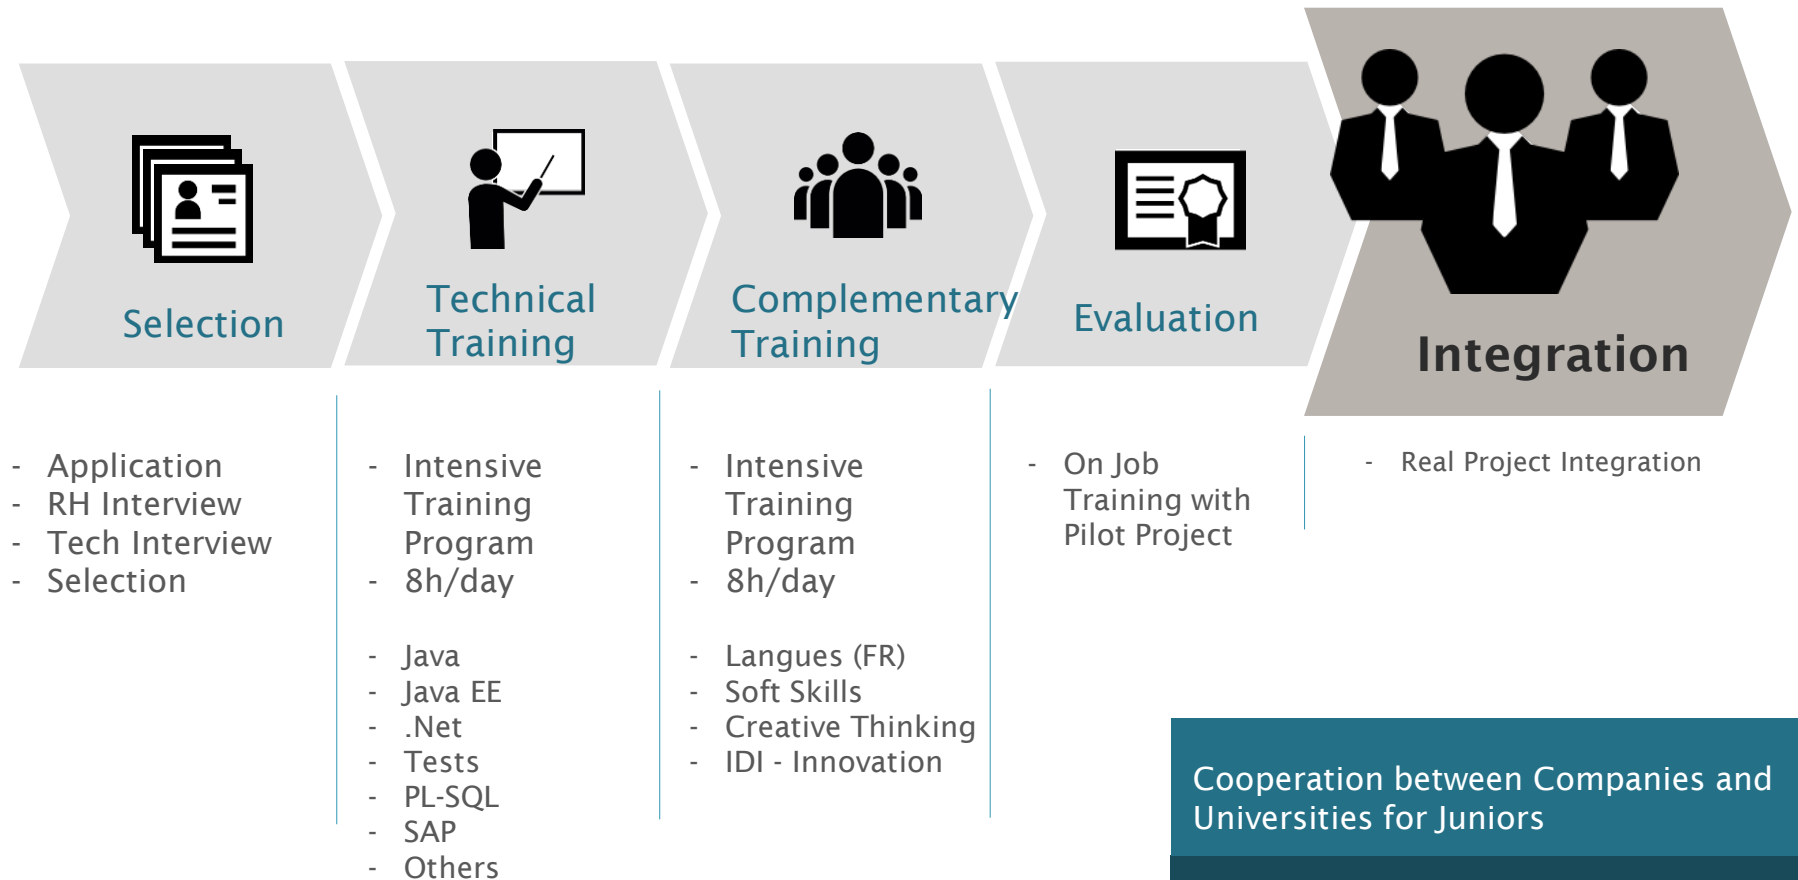 Selection
Technical
Training
Complementary
Training
Evaluation
Integration
- Application
- RH Interview
- Tech Interview
- Selection
- Intensive
Training
Program
- 8h/day
- Java
- Java EE
- .Net
- Tests
- PL-SQL
- SAP
- Others
- Intensive
Training
Program
- 8h/day
- Langues (FR)
- Soft Skills
- Creative Thinking
- IDI - Innovation
- On Job
Training with
Pilot Project
- Real Project Integration
Cooperation between Companies and
Universities for Juniors